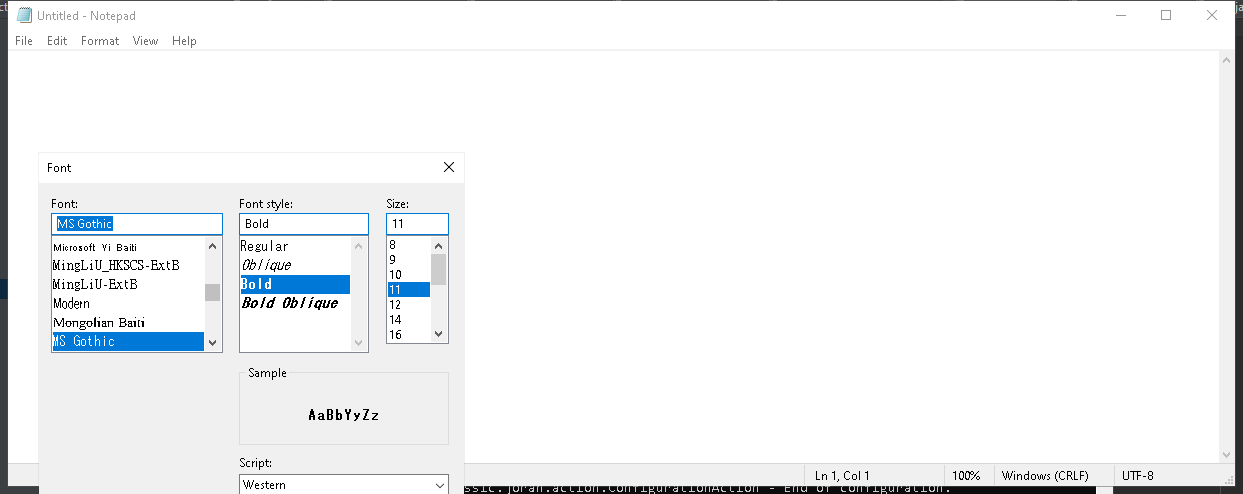 Untitled - Notepad
File Edit Format View Help
Font
Font: Font style: Size:
MS Gothic Bold 11
Microsoft Yi Baiti
MingLiU_HKSCS-ExtB
MingLiU-ExtB
Modern
Mongolian Baiti
MS Gothic
Regular
Oblique
Bold
Bold Oblique
8
9
10
11
12
14
16
Sample
AaBbYyZz
Script:
Western
Ln 1, Col 1 100% Windows (CRLF) UTF-8
ssic.joran.action.ConfigurationAction - End of configuration.